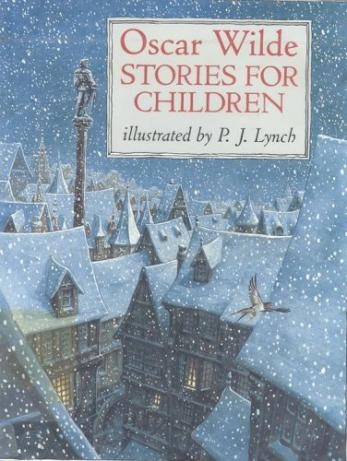 Oscar Wilde
STORIES FOR
CHILDREN
illustrated by P. J. Lynch